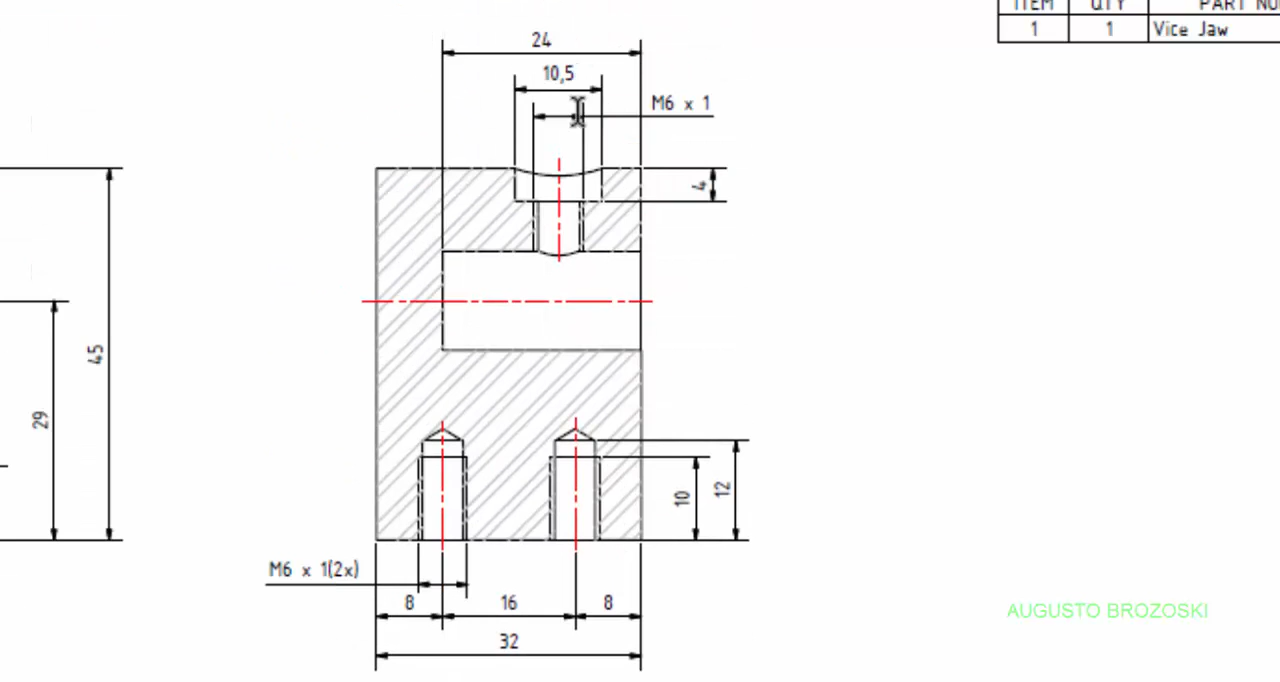 ITEM QTY
1 1 Vice Jaw
24
10,5
M6 x 1
4
45
29
10
12
M6 x 1(2x)
8 16 8
32
AUGUSTO BROZOSKI